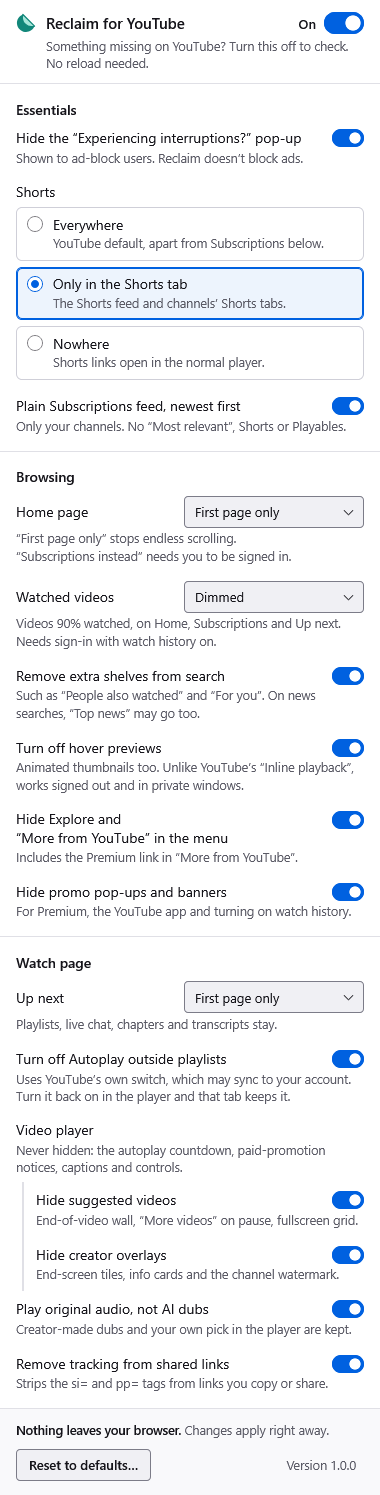 Reclaim for YouTube
On
Something missing on YouTube? Turn this off to check.
No reload needed.
Essentials
Hide the “Experiencing interruptions?” pop-up
Shown to ad-block users. Reclaim doesn’t block ads.
Shorts
Everywhere
YouTube default, apart from Subscriptions below.
Only in the Shorts tab
The Shorts feed and channels’ Shorts tabs.
Nowhere
Shorts links open in the normal player.
Plain Subscriptions feed, newest first
Only your channels. No “Most relevant”, Shorts or Playables.
Browsing
Home page
First page only
“First page only” stops endless scrolling.
“Subscriptions instead” needs you to be signed in.
Watched videos
Dimmed
Videos 90% watched, on Home, Subscriptions and Up next.
Needs sign-in with watch history on.
Remove extra shelves from search
Such as “People also watched” and “For you”. On news
searches, “Top news” may go too.
Turn off hover previews
Animated thumbnails too. Unlike YouTube’s “Inline playback”,
works signed out and in private windows.
Hide Explore and
“More from YouTube” in the menu
Includes the Premium link in “More from YouTube”.
Hide promo pop-ups and banners
For Premium, the YouTube app and turning on watch history.
Watch page
Up next
First page only
Playlists, live chat, chapters and transcripts stay.
Turn off Autoplay outside playlists
Uses YouTube’s own switch, which may sync to your account.
Turn it back on in the player and that tab keeps it.
Video player
Never hidden: the autoplay countdown, paid-promotion
notices, captions and controls.
Hide suggested videos
End-of-video wall, “More videos” on pause, fullscreen grid.
Hide creator overlays
End-screen tiles, info cards and the channel watermark.
Play original audio, not AI dubs
Creator-made dubs and your own pick in the player are kept.
Remove tracking from shared links
Strips the si= and pp= tags from links you copy or share.
Nothing leaves your browser. Changes apply right away.
Reset to defaults…
Version 1.0.0